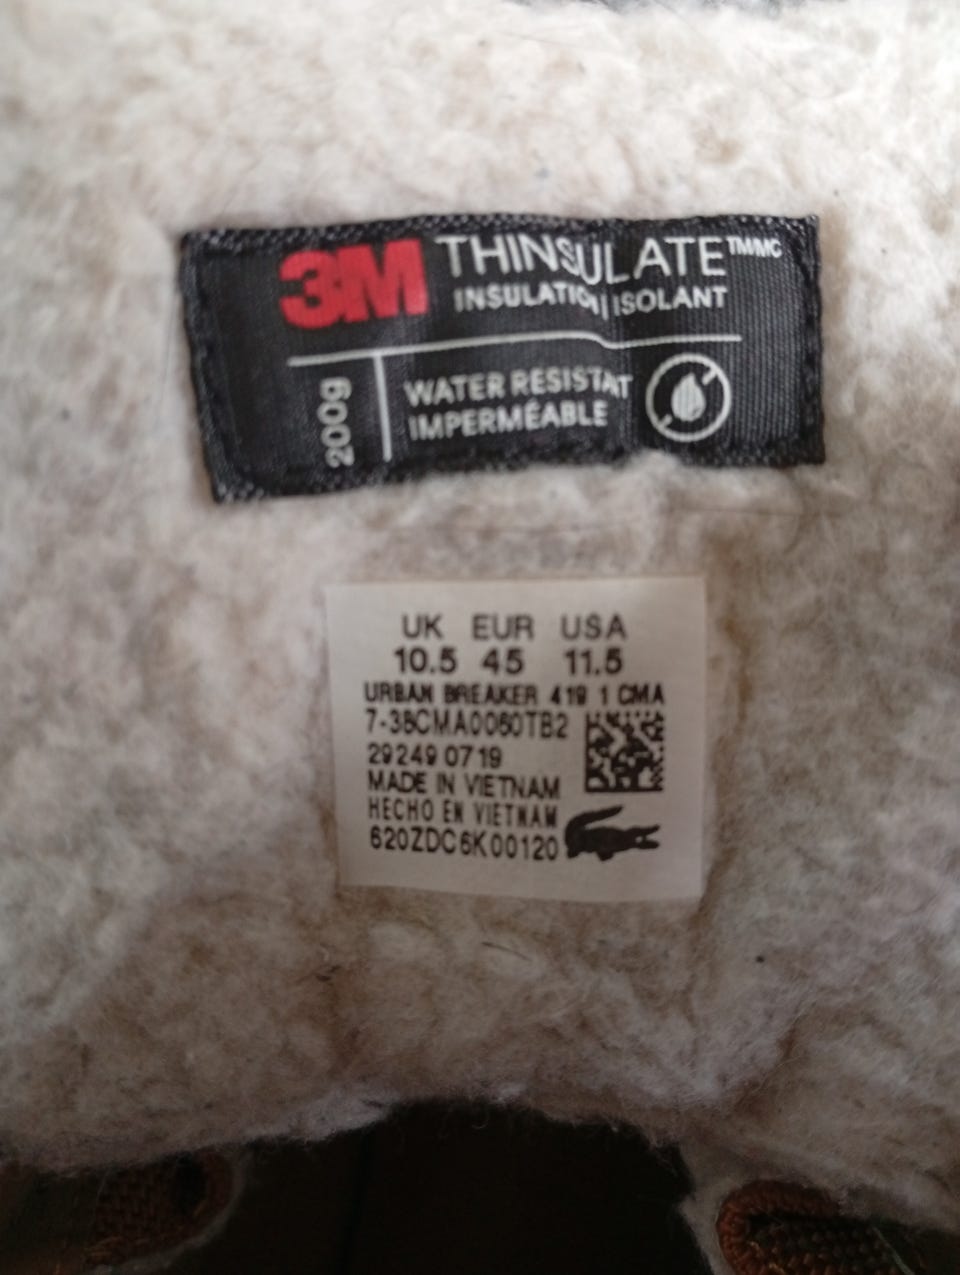 3M THINSULATE™MC
INSULATION | ISOLANT
200g
WATER RESISTAT
IMPERMÉABLE
UK EUR USA
10.5 45 11.5
URBAN BREAKER 419 1 CMA
7-38CMA0060TB2
29249 0719
MADE IN VIETNAM
HECHO EN VIETNAM
620ZDC6K00120